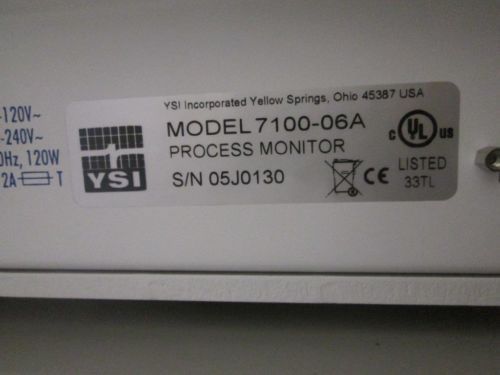 -120V~
-240V~
0Hz, 120W
2A T
YSI
YSI Incorporated Yellow Springs, Ohio 45387 USA
MODEL 7100-06A
PROCESS MONITOR
S/N 05J0130
CE
c UL us
LISTED
33TL